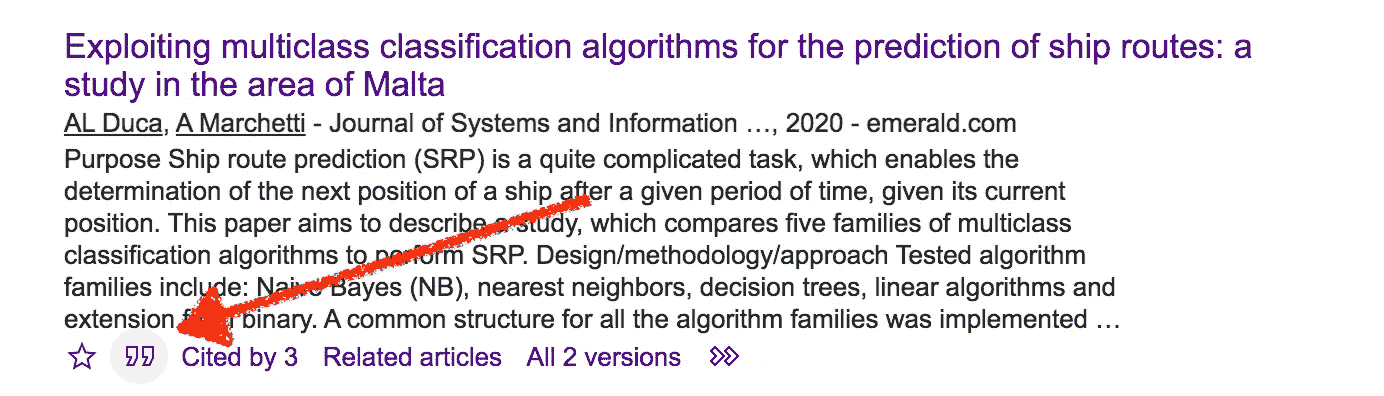 Exploiting multiclass classification algorithms for the prediction of ship routes: a
study in the area of Malta
AL Duca, A Marchetti - Journal of Systems and Information …, 2020 - emerald.com
Purpose Ship route prediction (SRP) is a quite complicated task, which enables the
determination of the next position of a ship after a given period of time, given its current
position. This paper aims to describe a study, which compares five families of multiclass
classification algorithms to perform SRP. Design/methodology/approach Tested algorithm
families include: Naive Bayes (NB), nearest neighbors, decision trees, linear algorithms and
extension from binary. A common structure for all the algorithm families was implemented …
Cited by 3 Related articles All 2 versions